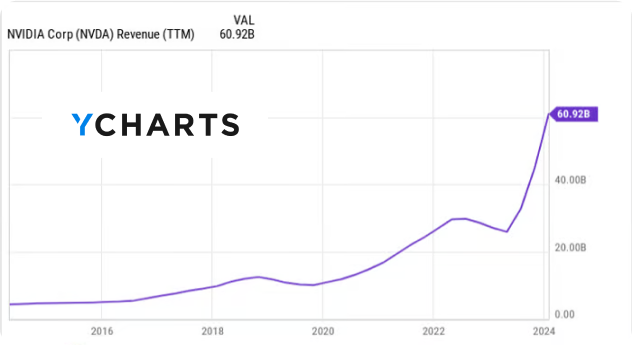 VAL
NVIDIA Corp (NVDA) Revenue (TTM) 60.92B
YCHARTS
60.92B
40.00B
20.00B
0.00
2016 2018 2020 2022 2024